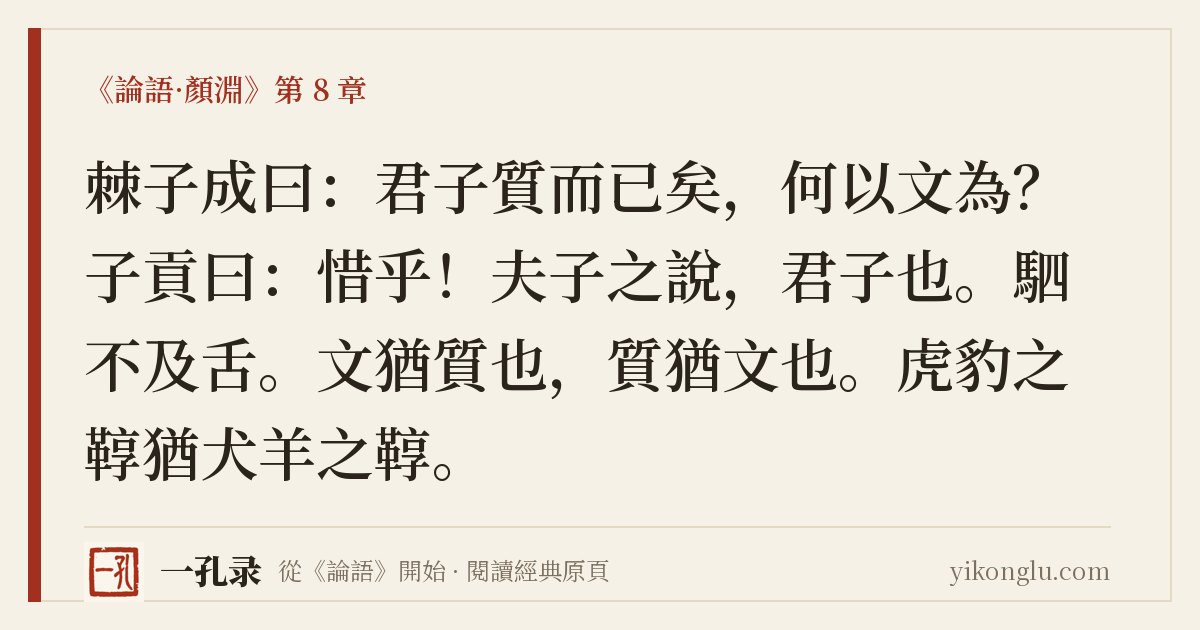 《論語·顏淵》第 8 章
棘子成曰：君子質而已矣，何以文為？
子貢曰：惜乎！夫子之說，君子也。駟
不及舌。文猶質也，質猶文也。虎豹之
鞟猶犬羊之鞟。
一孔
一孔录 從《論語》開始 · 閱讀經典原頁 yikonglu.com